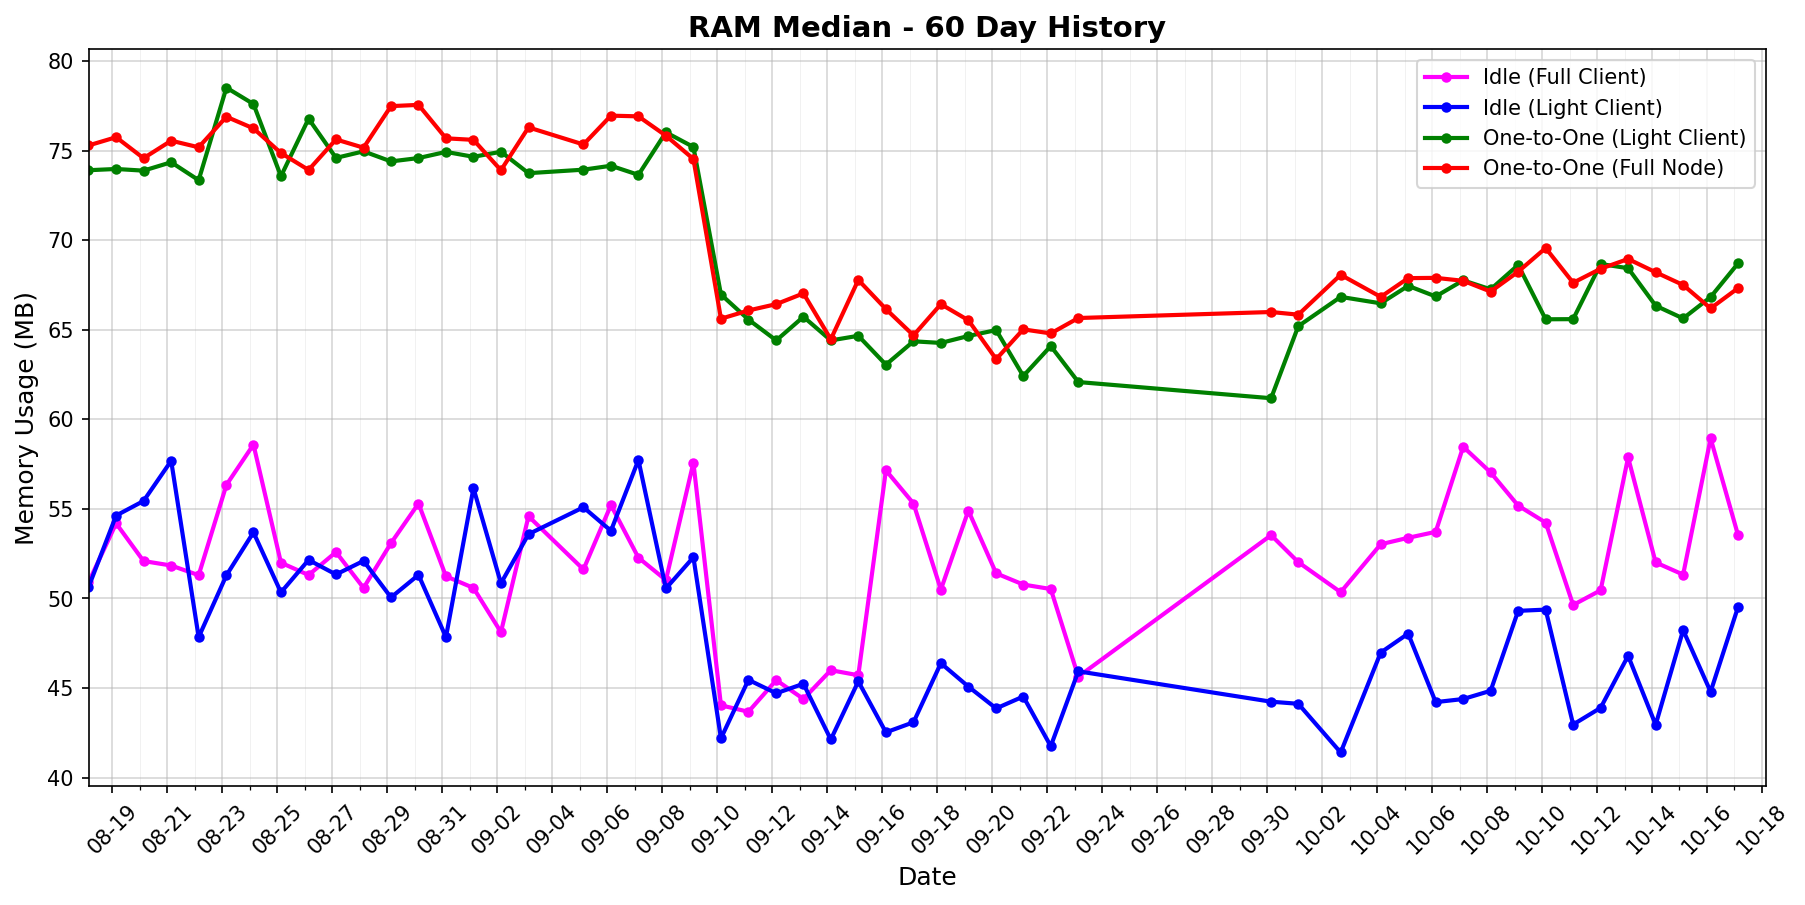 RAM Median - 60 Day History
Idle (Full Client)
Idle (Light Client)
One-to-One (Light Client)
One-to-One (Full Node)
Memory Usage (MB)
80
75
70
65
60
55
50
45
40
08-19 08-21 08-23 08-25 08-27 08-29 08-31 09-02 09-04 09-06 09-08 09-10 09-12 09-14 09-16 09-18 09-20 09-22 09-24 09-26 09-28 09-30 10-02 10-04 10-06 10-08 10-10 10-12 10-14 10-16 10-18
Date